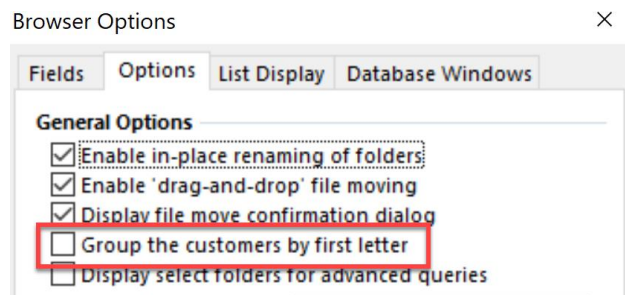 Browser Options
Fields Options List Display Database Windows
General Options
Enable in-place renaming of folders
Enable 'drag-and-drop' file moving
Display file move confirmation dialog
Group the customers by first letter
Display select folders for advanced queries